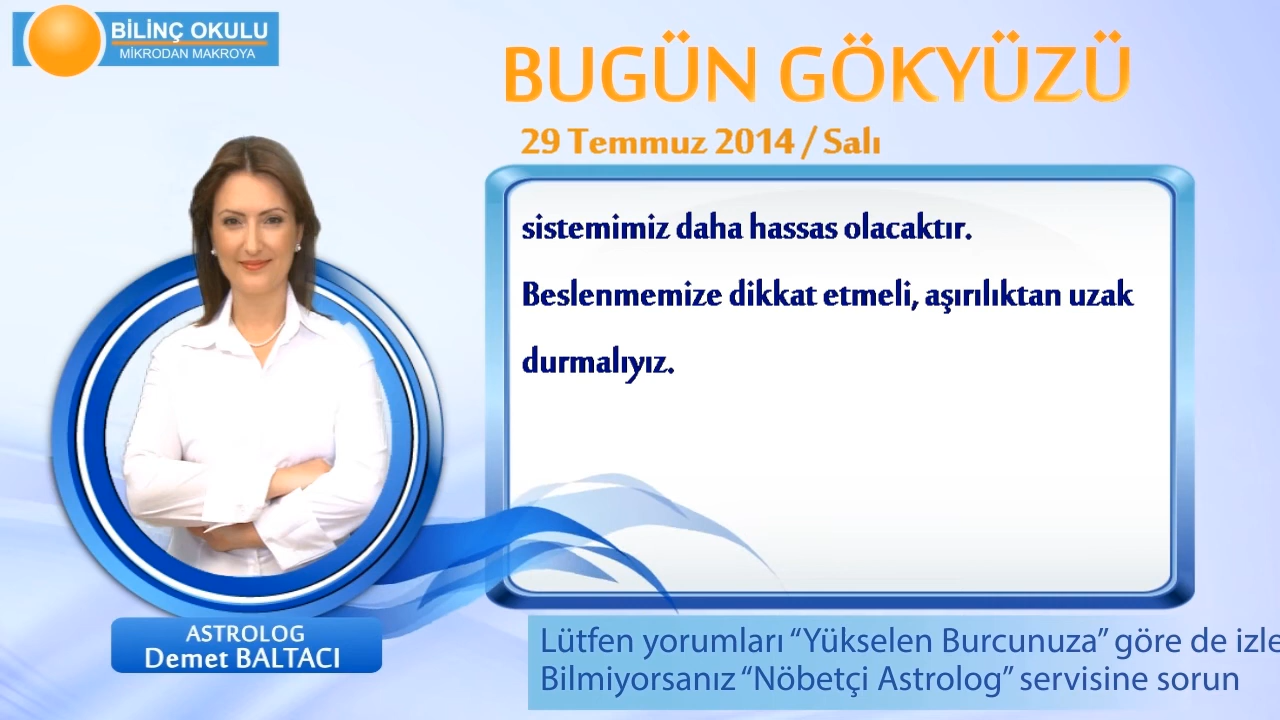 BİLİNÇ OKULU
MİKRODAN MAKROYA
BUGÜN GÖKYÜZÜ
29 Temmuz 2014 / Salı
sistemimiz daha hassas olacaktır.
Beslenmemize dikkat etmeli, aşırılıktan uzak
durmalıyız.
ASTROLOG
Demet BALTACI
Lütfen yorumları “Yükselen Burcunuza” göre de izle
Bilmiyorsanız “Nöbetçi Astrolog” servisine sorun